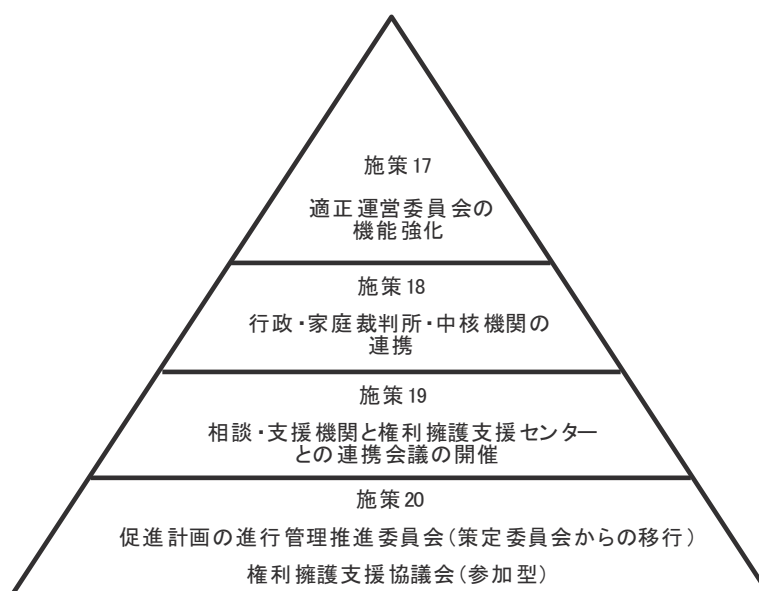 施策17
適正運営委員会の
機能強化
施策18
行政・家庭裁判所・中核機関の
連携
施策19
相談・支援機関と権利擁護支援センター
との連携会議の開催
施策20
促進計画の進行管理推進委員会(策定委員会からの移行)
権利擁護支援協議会(参加型)